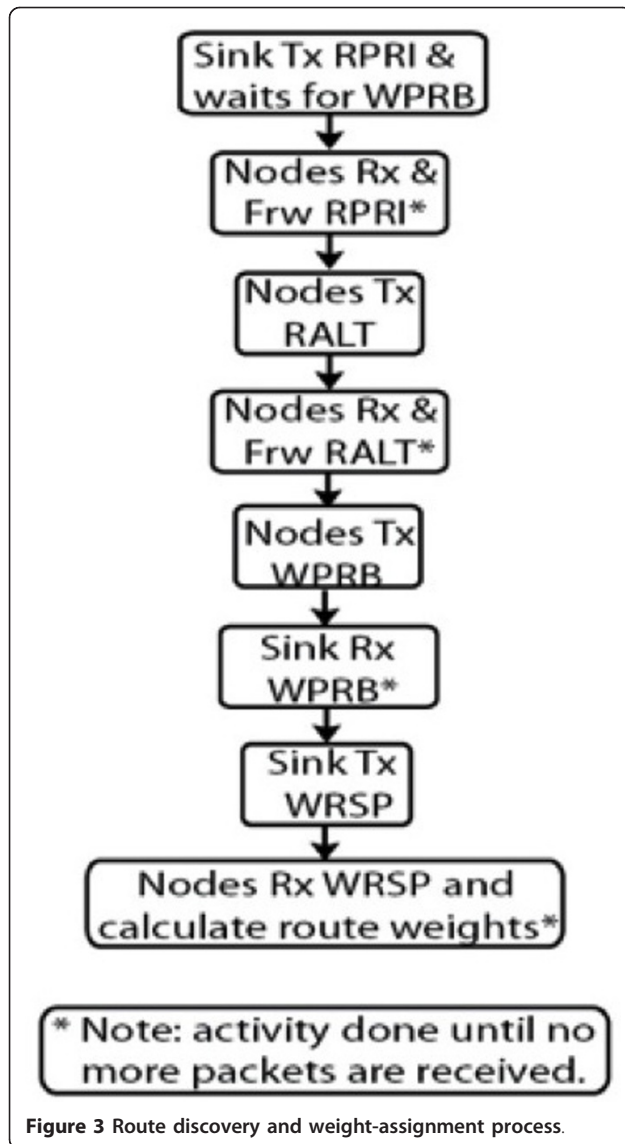 Sink Tx RPRI &
waits for WPRB
Nodes Rx &
Frw RPRI*
Nodes Tx
RALT
Nodes Rx &
Frw RALT*
Nodes Tx
WPRB
Sink Rx
WPRB*
Sink Tx
WRSP
Nodes Rx WRSP and
calculate route weights*
* Note: activity done until no
more packets are received.
Figure 3 Route discovery and weight-assignment process.